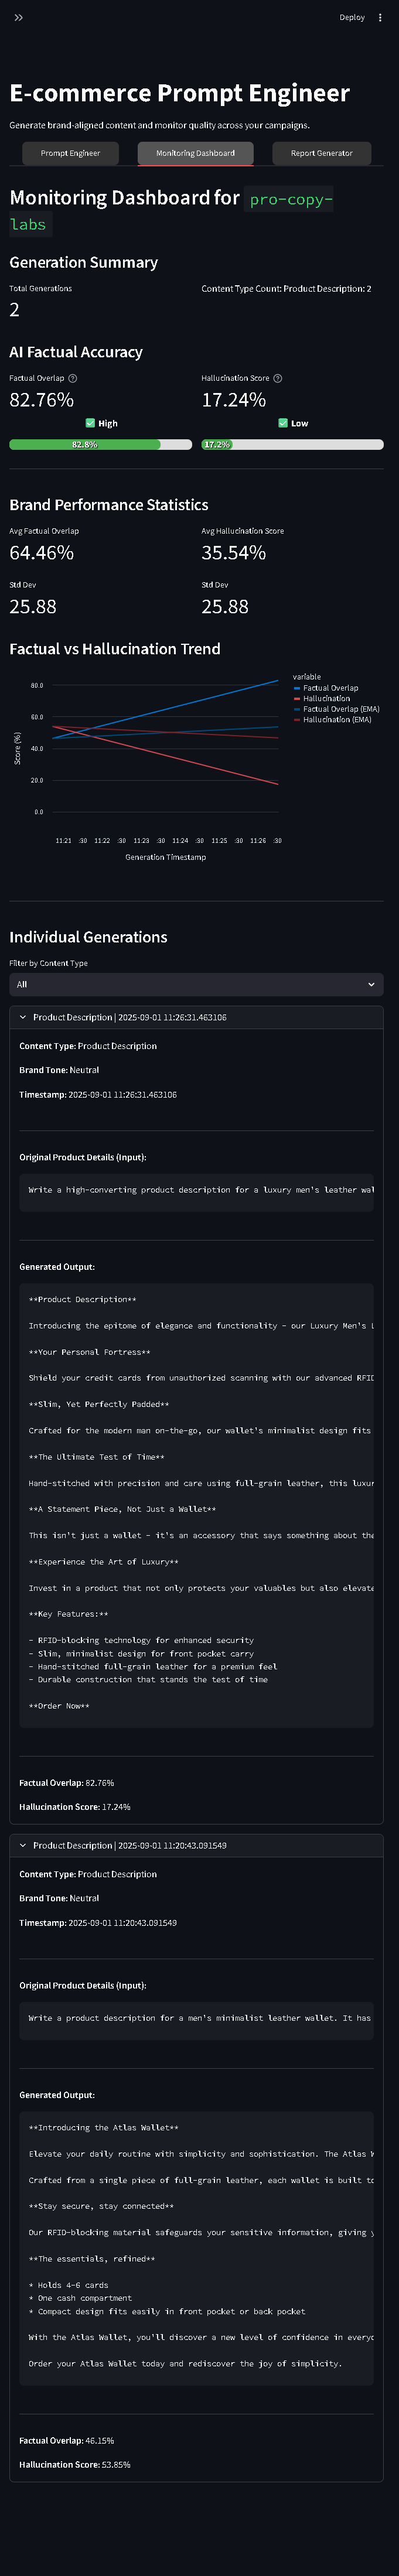 Deploy
E-commerce Prompt Engineer
Generate brand-aligned content and monitor quality across your campaigns.
Prompt Engineer Monitoring Dashboard Report Generator
Monitoring Dashboard for pro-copy-
labs
Generation Summary
Total Generations Content Type Count: Product Description: 2
2
AI Factual Accuracy
Factual Overlap Hallucination Score
82.76% 17.24%
✅ High ✅ Low
82.8% 17.2%
Brand Performance Statistics
Avg Factual Overlap Avg Hallucination Score
64.46% 35.54%
Std Dev Std Dev
25.88 25.88
Factual vs Hallucination Trend
variable
Factual Overlap
Hallucination
Factual Overlap (EMA)
Hallucination (EMA)
Score (%)
80.0
60.0
40.0
20.0
0.0
11:21 :30 11:22 :30 11:23 :30 11:24 :30 11:25 :30 11:26 :30
Generation Timestamp
Individual Generations
Filter by Content Type
All
Product Description | 2025-09-01 11:26:31.463106
Content Type: Product Description
Brand Tone: Neutral
Timestamp: 2025-09-01 11:26:31.463106
Original Product Details (Input):
Write a high-converting product description for a luxury men's leather wal
Generated Output:
**Product Description**
Introducing the epitome of elegance and functionality - our Luxury Men's L
**Your Personal Fortress**
Shield your credit cards from unauthorized scanning with our advanced RFID
**Slim, Yet Perfectly Padded**
Crafted for the modern man on-the-go, our wallet's minimalist design fits
**The Ultimate Test of Time**
Hand-stitched with precision and care using full-grain leather, this luxur
**A Statement Piece, Not Just a Wallet**
This isn't just a wallet - it's an accessory that says something about the
**Experience the Art of Luxury**
Invest in a product that not only protects your valuables but also elevate
**Key Features:**
- RFID-blocking technology for enhanced security
- Slim, minimalist design for front pocket carry
- Hand-stitched full-grain leather for a premium feel
- Durable construction that stands the test of time
**Order Now**
Factual Overlap: 82.76%
Hallucination Score: 17.24%
Product Description | 2025-09-01 11:20:43.091549
Content Type: Product Description
Brand Tone: Neutral
Timestamp: 2025-09-01 11:20:43.091549
Original Product Details (Input):
Write a product description for a men's minimalist leather wallet. It has
Generated Output:
**Introducing the Atlas Wallet**
Elevate your daily routine with simplicity and sophistication. The Atlas W
Crafted from a single piece of full-grain leather, each wallet is built to
**Stay secure, stay connected**
Our RFID-blocking material safeguards your sensitive information, giving y
**The essentials, refined**
* Holds 4-6 cards
* One cash compartment
* Compact design fits easily in front pocket or back pocket
With the Atlas Wallet, you'll discover a new level of confidence in everyd
Order your Atlas Wallet today and rediscover the joy of simplicity.
Factual Overlap: 46.15%
Hallucination Score: 53.85%